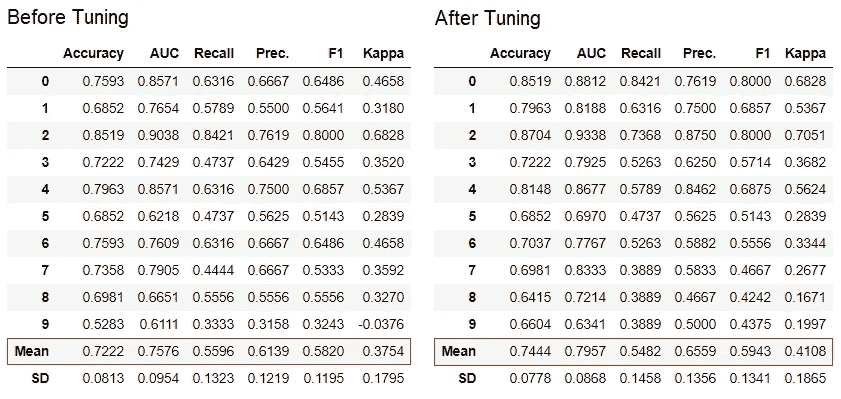 Before Tuning
Accuracy AUC Recall Prec. F1 Kappa
0 0.7593 0.8571 0.6316 0.6667 0.6486 0.4658
1 0.6852 0.7654 0.5789 0.5500 0.5641 0.3180
2 0.8519 0.9038 0.8421 0.7619 0.8000 0.6828
3 0.7222 0.7429 0.4737 0.6429 0.5455 0.3520
4 0.7963 0.8571 0.6316 0.7500 0.6857 0.5367
5 0.6852 0.6218 0.4737 0.5625 0.5143 0.2839
6 0.7593 0.7609 0.6316 0.6667 0.6486 0.4658
7 0.7358 0.7905 0.4444 0.6667 0.5333 0.3592
8 0.6981 0.6651 0.5556 0.5556 0.5556 0.3270
9 0.5283 0.6111 0.3333 0.3158 0.3243 -0.0376
Mean 0.7222 0.7576 0.5596 0.6139 0.5820 0.3754
SD 0.0813 0.0954 0.1323 0.1219 0.1195 0.1795
After Tuning
Accuracy AUC Recall Prec. F1 Kappa
0 0.8519 0.8812 0.8421 0.7619 0.8000 0.6828
1 0.7963 0.8188 0.6316 0.7500 0.6857 0.5367
2 0.8704 0.9338 0.7368 0.8750 0.8000 0.7051
3 0.7222 0.7925 0.5263 0.6250 0.5714 0.3682
4 0.8148 0.8677 0.5789 0.8462 0.6875 0.5624
5 0.6852 0.6970 0.4737 0.5625 0.5143 0.2839
6 0.7037 0.7767 0.5263 0.5882 0.5556 0.3344
7 0.6981 0.8333 0.3889 0.5833 0.4667 0.2677
8 0.6415 0.7214 0.3889 0.4667 0.4242 0.1671
9 0.6604 0.6341 0.3889 0.5000 0.4375 0.1997
Mean 0.7444 0.7957 0.5482 0.6559 0.5943 0.4108
SD 0.0778 0.0868 0.1458 0.1356 0.1341 0.1865